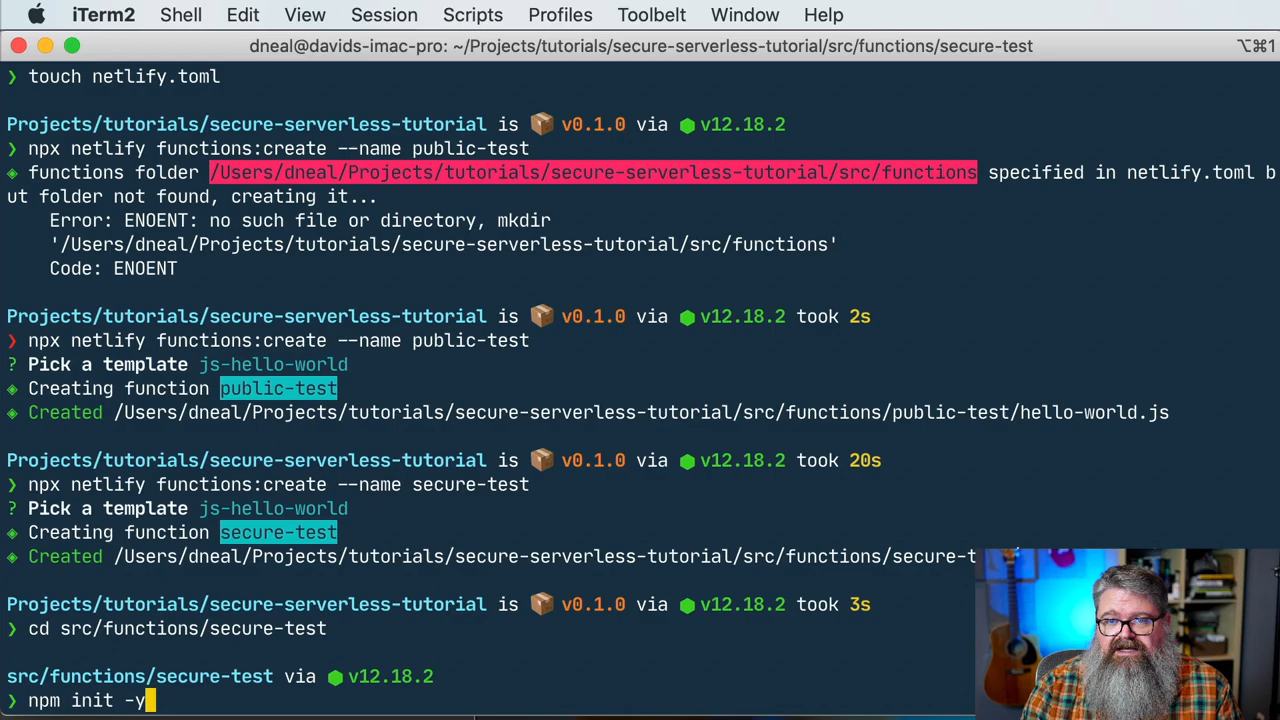 iTerm2 Shell Edit View Session Scripts Profiles Toolbelt Window Help
dneal@davids-imac-pro: ~/Projects/tutorials/secure-serverless-tutorial/src/functions/secure-test ⌥⌘1
❯ touch netlify.toml
Projects/tutorials/secure-serverless-tutorial is 📦 v0.1.0 via ⬢ v12.18.2
❯ npx netlify functions:create --name public-test
◈ functions folder /Users/dneal/Projects/tutorials/secure-serverless-tutorial/src/functions specified in netlify.toml b
ut folder not found, creating it...
Error: ENOENT: no such file or directory, mkdir
'/Users/dneal/Projects/tutorials/secure-serverless-tutorial/src/functions'
Code: ENOENT
Projects/tutorials/secure-serverless-tutorial is 📦 v0.1.0 via ⬢ v12.18.2 took 2s
❯ npx netlify functions:create --name public-test
? Pick a template js-hello-world
◈ Creating function public-test
◈ Created /Users/dneal/Projects/tutorials/secure-serverless-tutorial/src/functions/public-test/hello-world.js
Projects/tutorials/secure-serverless-tutorial is 📦 v0.1.0 via ⬢ v12.18.2 took 20s
❯ npx netlify functions:create --name secure-test
? Pick a template js-hello-world
◈ Creating function secure-test
◈ Created /Users/dneal/Projects/tutorials/secure-serverless-tutorial/src/functions/secure-t
Projects/tutorials/secure-serverless-tutorial is 📦 v0.1.0 via ⬢ v12.18.2 took 3s
❯ cd src/functions/secure-test
src/functions/secure-test via ⬢ v12.18.2
❯ npm init -y